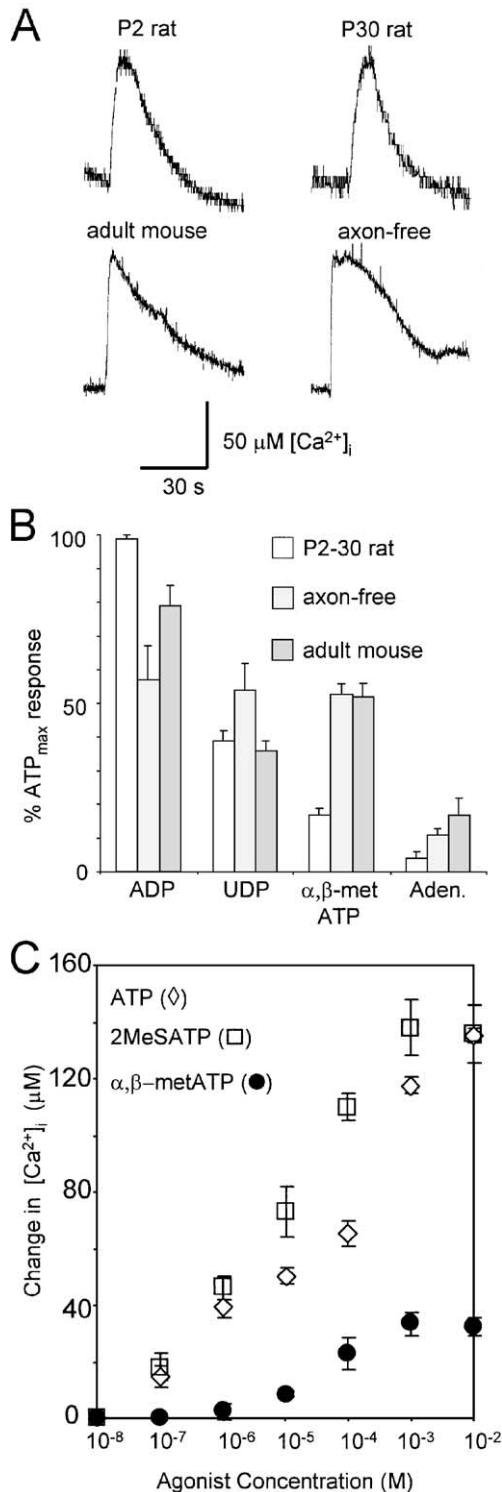 A
P2 rat P30 rat
adult mouse axon-free
50 μM [Ca²⁺]ᵢ
30 s
B
100
P2-30 rat
axon-free
adult mouse
50
% ATPmax response
0
ADP UDP α,β-met ATP Aden.
C
160
ATP (◇)
2MeSATP (□)
α,β–metATP (●)
120
80
40
0
Change in [Ca²⁺]ᵢ (μM)
10⁻⁸ 10⁻⁷ 10⁻⁶ 10⁻⁵ 10⁻⁴ 10⁻³ 10⁻²
Agonist Concentration (M)